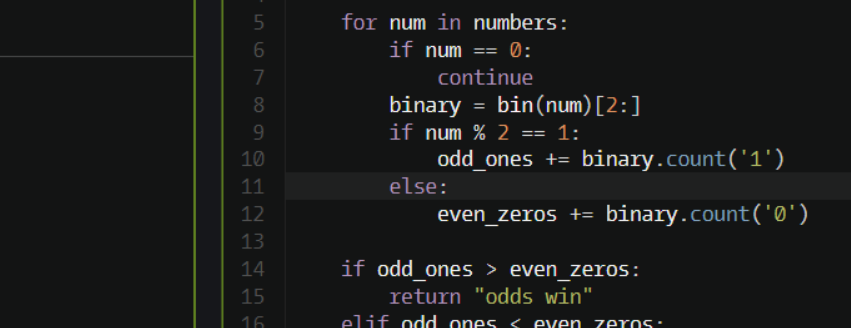 5 for num in numbers:
6 if num == 0:
7 continue
8 binary = bin(num)[2:]
9 if num % 2 == 1:
10 odd_ones += binary.count('1')
11 else:
12 even_zeros += binary.count('0')
13
14 if odd_ones > even_zeros:
15 return "odds win"
16 elif odd_ones < even_zeros: